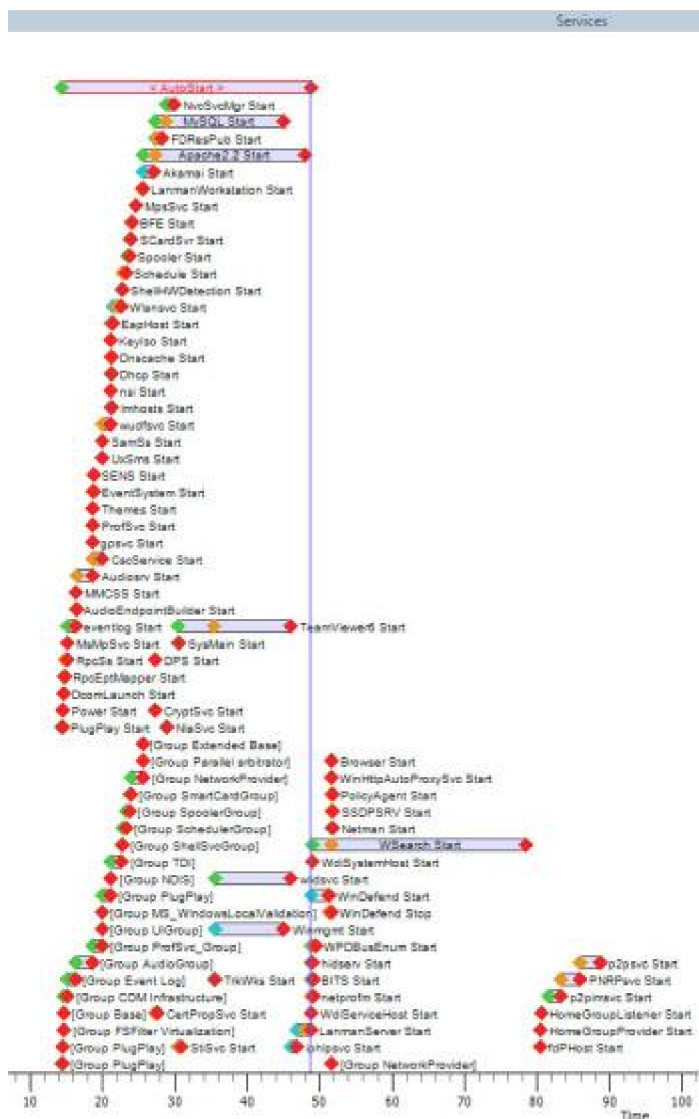 Services
< AutoStart >
NvcSvcMgr Start
MySQL Start
FDResPub Start
Apache2.2 Start
Akamai Start
LanmanWorkstation Start
MpsSvc Start
BFE Start
SCardSvr Start
Spooler Start
Schedule Start
ShellHWDetection Start
Wlansvc Start
EapHost Start
KeyIso Start
Dnscache Start
Dhcp Start
nsi Start
lmhosts Start
wudfsvc Start
SamSs Start
UxSms Start
SENS Start
EventSystem Start
Themes Start
ProfSvc Start
gpsvc Start
CscService Start
Audiosrv Start
MMCSS Start
AudioEndpointBuilder Start
eventlog Start TeamViewer6 Start
MsMpSvc Start SysMain Start
RpcSs Start DPS Start
RpcEptMapper Start
DcomLaunch Start
Power Start CryptSvc Start
PlugPlay Start NlaSvc Start
[Group Extended Base]
[Group Parallel arbitrator] Browser Start
[Group NetworkProvider] WinHttpAutoProxySvc Start
[Group SmartCardGroup] PolicyAgent Start
[Group SpoolerGroup] SSDPSRV Start
[Group SchedulerGroup] Netman Start
[Group ShellSvcGroup] WSearch Start
[Group TDI] WdiSystemHost Start
[Group NDIS] wlidsvc Start
[Group PlugPlay] WinDefend Start
[Group MS_WindowsLocalValidation] WinDefend Stop
[Group UIGroup] Winmgmt Start
[Group ProfSvc_Group] WPDBusEnum Start
[Group AudioGroup] hidserv Start p2psvc Start
[Group Event Log] TrkWks Start BITS Start PNRPsvc Start
[Group COM Infrastructure] netprofm Start p2pimsvc Start
[Group Base] CertPropSvc Start WdiServiceHost Start HomeGroupListener Start
[Group FSFilter Virtualization] LanmanServer Start HomeGroupProvider Start
[Group PlugPlay] StiSvc Start iphlpsvc Start fdPHost Start
[Group PlugPlay] [Group NetworkProvider]
10 20 30 40 50 60 70 80 90 100
Time